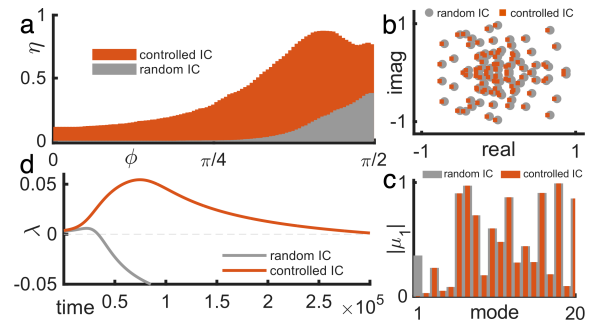 a
1
η
0.5
0
controlled IC
random IC
0
ϕ
π/4
π/2
b
random IC
controlled IC
1
imag
-1
-1
real
1
d
0.05
λ
0
-0.05
random IC
controlled IC
time
0.5
1
1.5
2
2.5
×10⁵
c
random IC
controlled IC
1
|μ₁|
0
1
mode
20